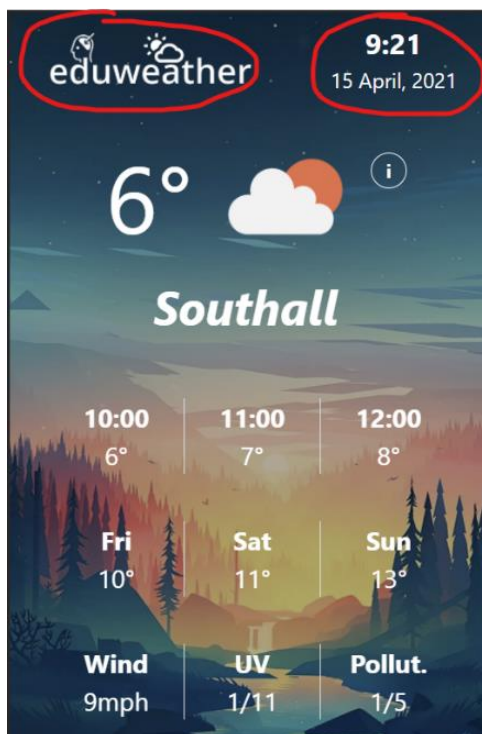 eduweather
9:21
15 April, 2021
6°
i
Southall
10:00 11:00 12:00
6° 7° 8°
Fri Sat Sun
10° 11° 13°
Wind UV Pollut.
9mph 1/11 1/5